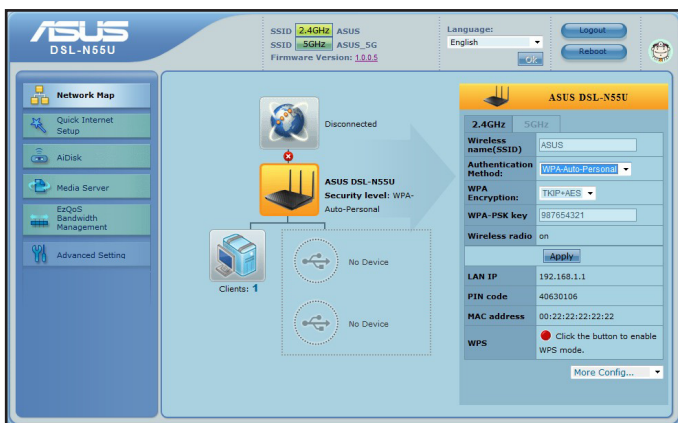 ASUS
DSL-N55U
SSID 2.4GHz ASUS
SSID 5GHz ASUS_5G
Firmware Version: 1.0.0.5
Language:
English
OK
Logout
Reboot
Network Map
Quick Internet
Setup
AiDisk
Media Server
EzQoS
Bandwidth
Management
Advanced Setting
Disconnected
ASUS DSL-N55U
Security level: WPA-
Auto-Personal
Clients: 1
No Device
No Device
ASUS DSL-N55U
2.4GHz 5GHz
Wireless
name(SSID) ASUS
Authentication
Method: WPA-Auto-Personal
WPA
Encryption: TKIP+AES
WPA-PSK key 987654321
Wireless radio on
Apply
LAN IP 192.168.1.1
PIN code 40630106
MAC address 00:22:22:22:22:22
WPS Click the button to enable
WPS mode.
More Config...